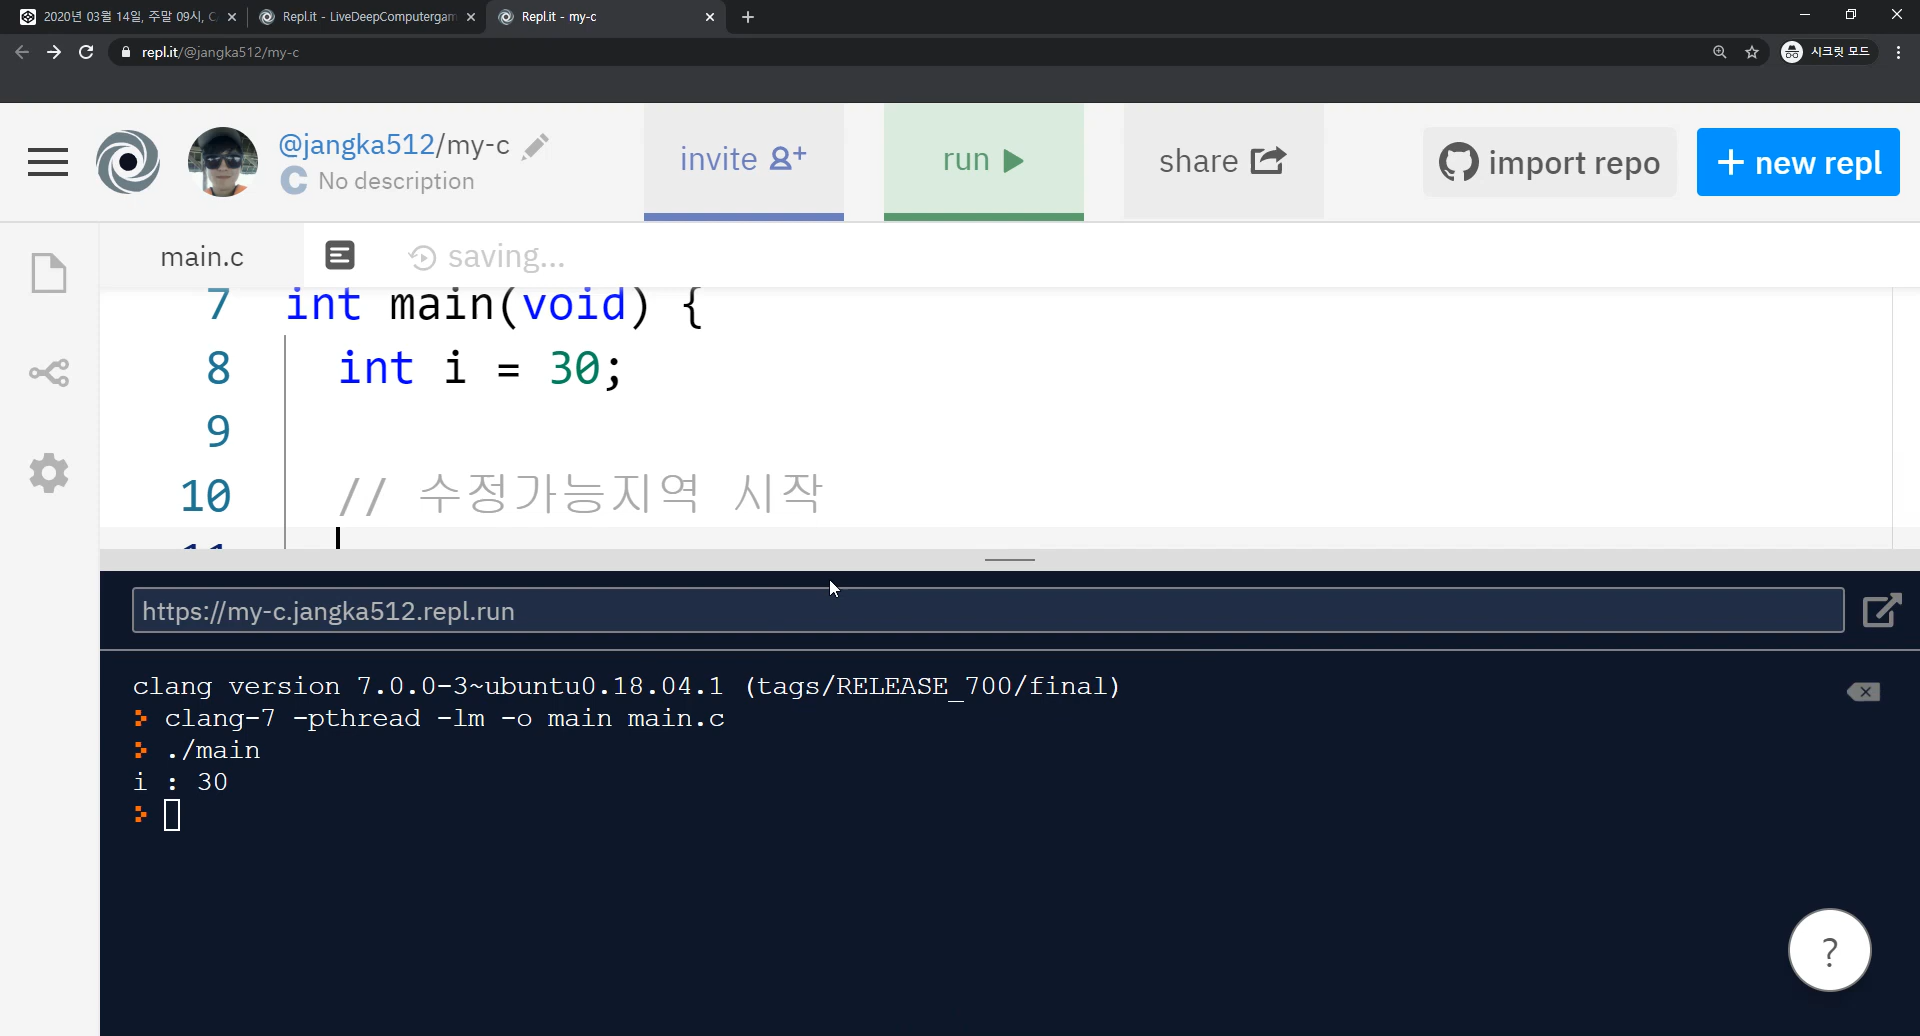 2020년 03월 14일, 주말 09시, C
Repl.it - LiveDeepComputergam
Repl.it - my-c
repl.it/@jangka512/my-c
시크릿 모드
@jangka512/my-c
C No description
invite
run
share
import repo
+ new repl
main.c
saving...
7 int main(void) {
8 int i = 30;
9
10 // 수정가능지역 시작
11
https://my-c.jangka512.repl.run
clang version 7.0.0-3~ubuntu0.18.04.1 (tags/RELEASE_700/final)
clang-7 -pthread -lm -o main main.c
./main
i : 30
?